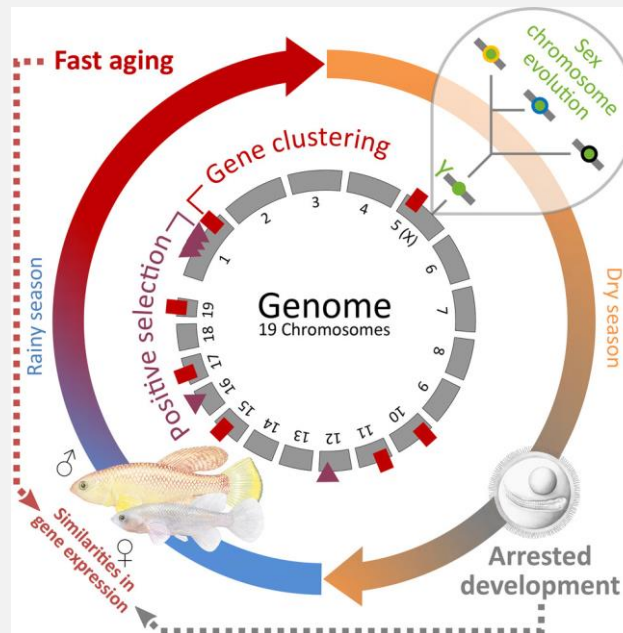 Fast aging
Sex
chromosome
evolution
Y
Gene clustering
Positive selection
1
2
3
4
5 (X)
6
7
8
9
10
11
12
13
14
15
16
17
18
19
Genome
19 Chromosomes
Rainy season
Dry season
♂
♀
Similarities in
gene expression
Arrested
development